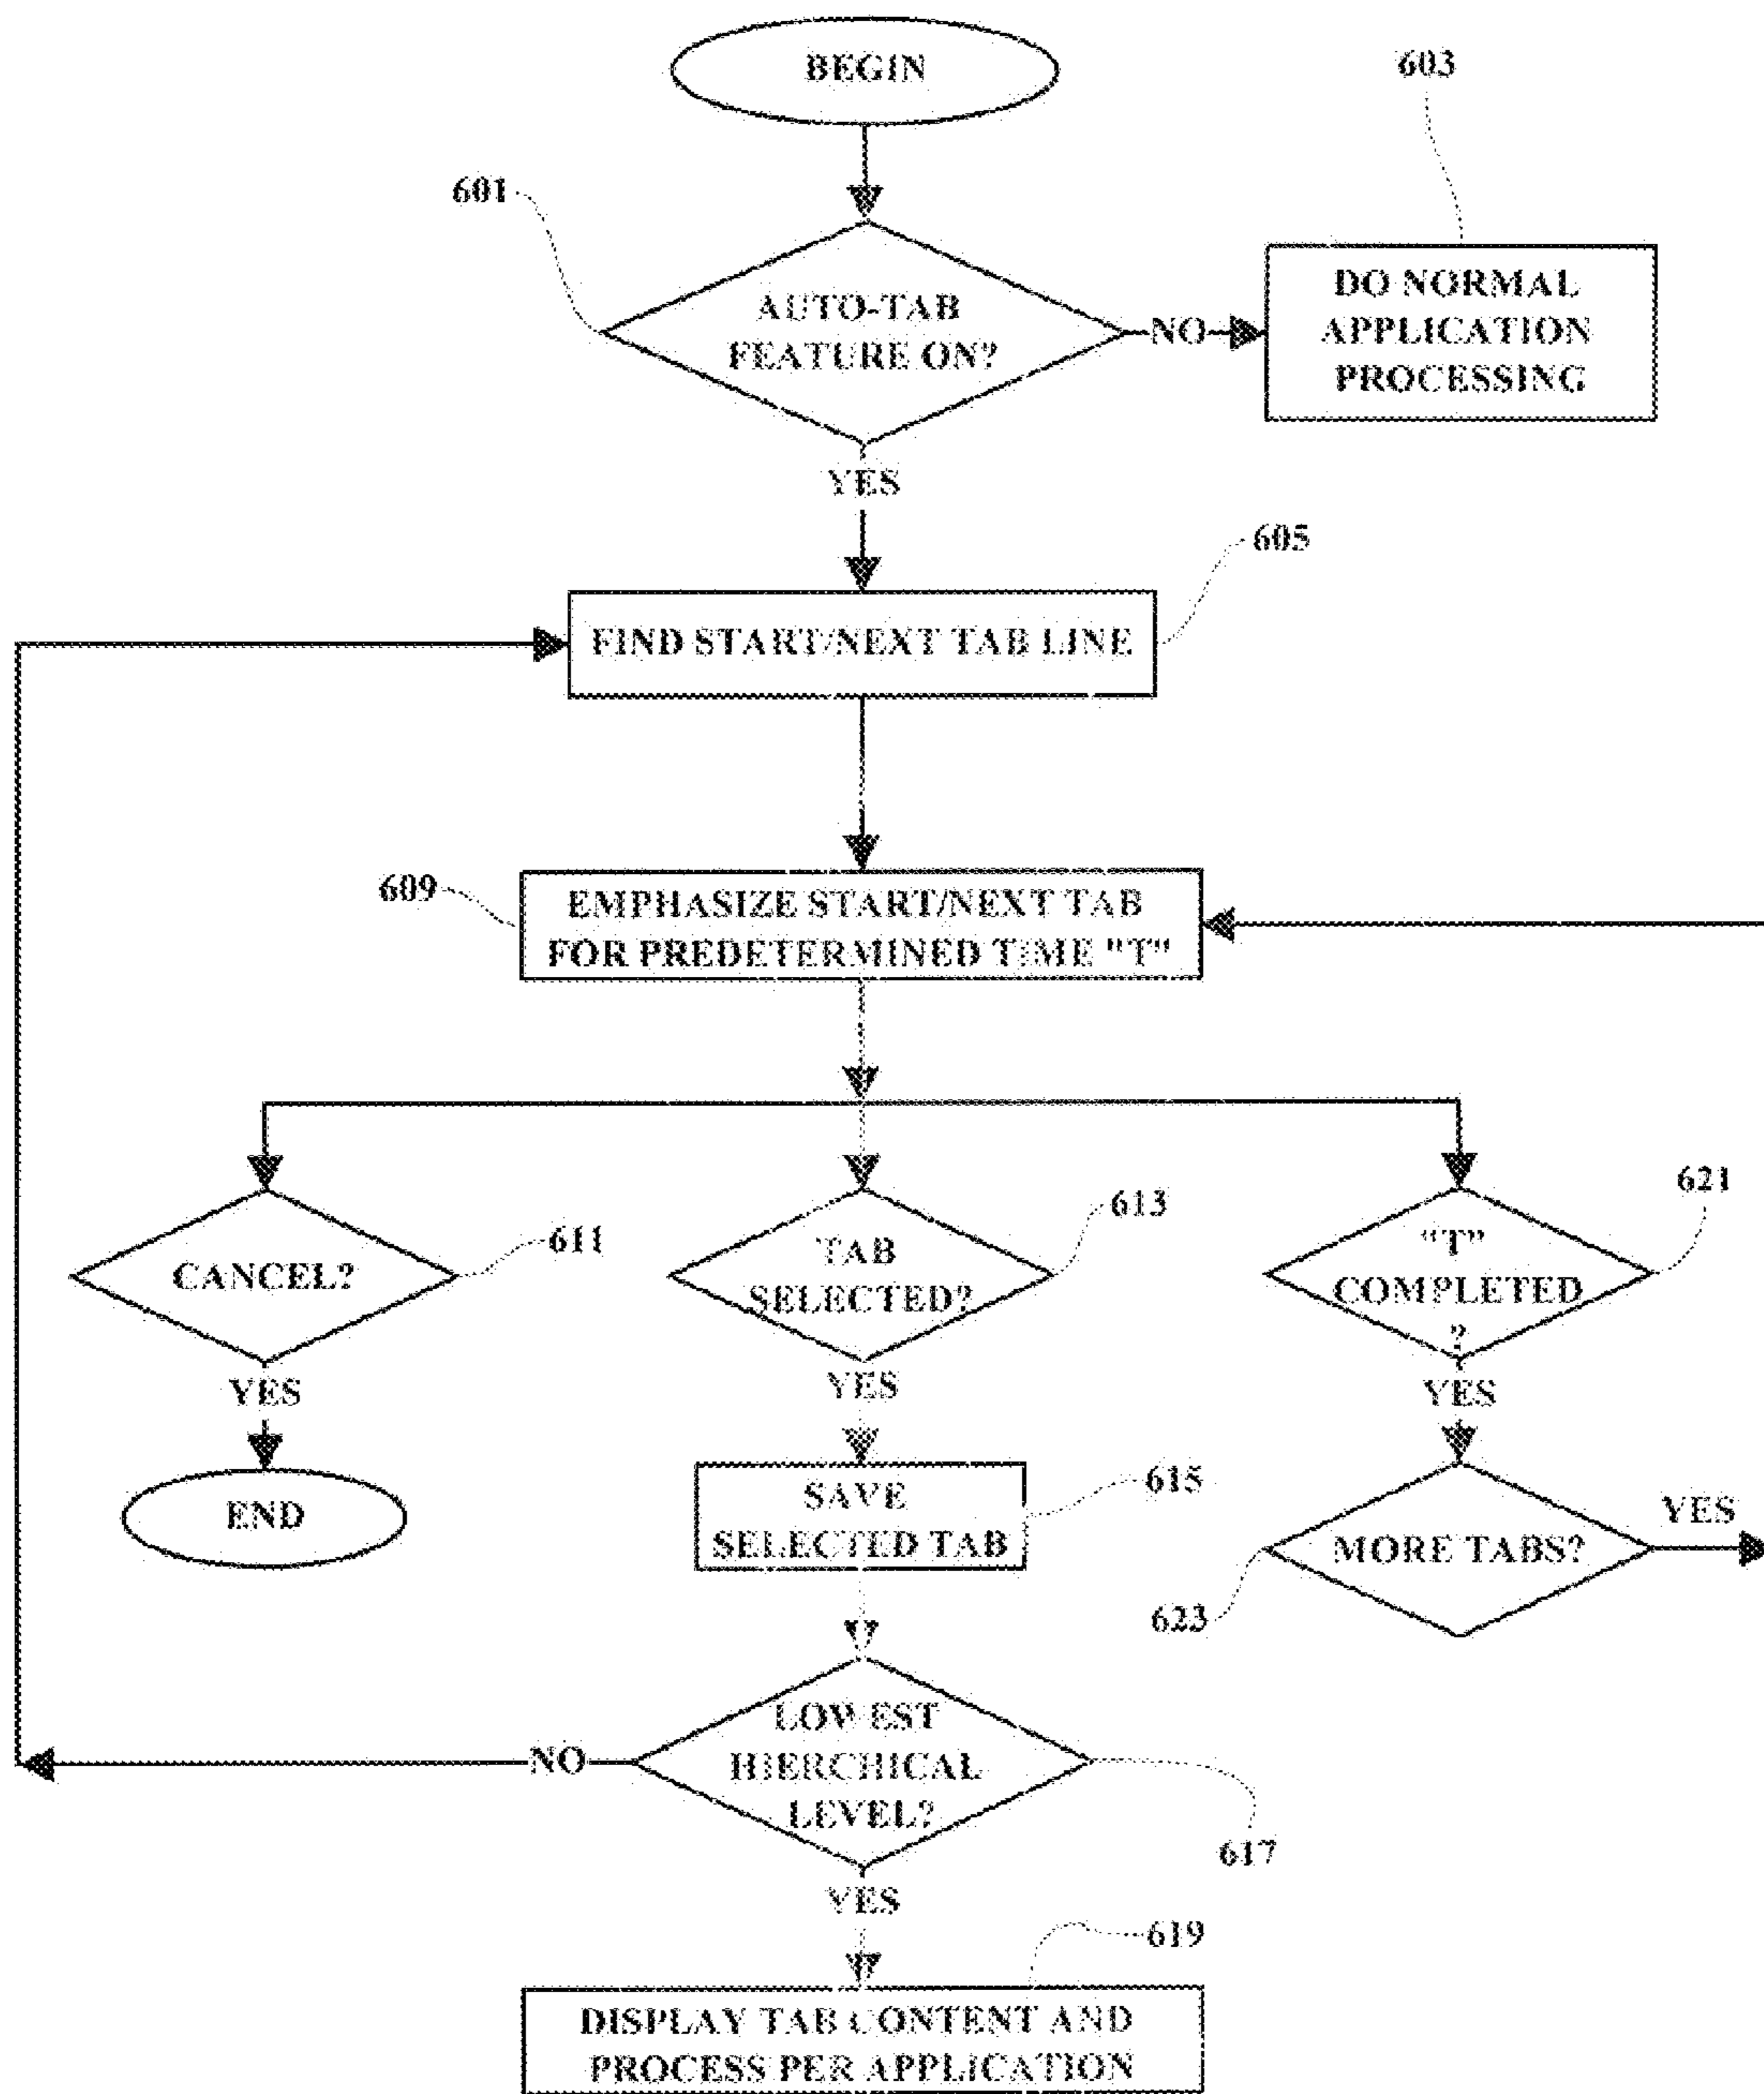 BEGIN
603
601
AUTO-TAB
FEATURE ON?
NO
DO NORMAL
APPLICATION
PROCESSING
YES
605
FIND START/NEXT TAB LINE
609
EMPHASIZE START/NEXT TAB
FOR PREDETERMINED TIME "T"
CANCEL?
611
TAB
SELECTED?
613
"T"
COMPLETED
?
621
YES
YES
YES
END
SAVE
SELECTED TAB
615
MORE TABS?
YES
623
LOWEST
HIERCHICAL
LEVEL?
NO
617
YES
619
DISPLAY TAB CONTENT AND
PROCESS PER APPLICATION